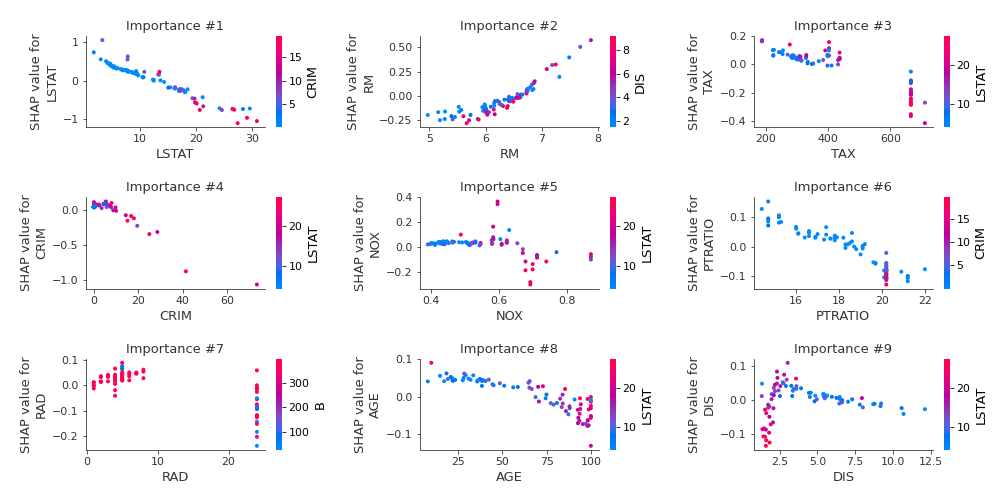 Importance #1
Importance #2
Importance #3
SHAP value for
LSTAT
1
0
−1
10
20
30
LSTAT
15
10
5
CRIM
SHAP value for
RM
0.50
0.25
0.00
−0.25
5
6
7
8
RM
8
6
4
2
DIS
SHAP value for
TAX
0.2
0.0
−0.2
−0.4
200
400
600
TAX
20
10
LSTAT
Importance #4
Importance #5
Importance #6
SHAP value for
CRIM
0.0
−0.5
−1.0
0
20
40
60
CRIM
20
10
LSTAT
SHAP value for
NOX
0.4
0.2
0.0
−0.2
0.4
0.6
0.8
NOX
20
10
LSTAT
SHAP value for
PTRATIO
0.1
0.0
−0.1
16
18
20
22
PTRATIO
15
10
5
CRIM
Importance #7
Importance #8
Importance #9
SHAP value for
RAD
0.1
0.0
−0.1
−0.2
0
10
20
RAD
300
200
100
B
SHAP value for
AGE
0.1
0.0
−0.1
25
50
75
100
AGE
20
10
LSTAT
SHAP value for
DIS
0.1
0.0
−0.1
2.5
5.0
7.5
10.0
12.5
DIS
20
10
LSTAT